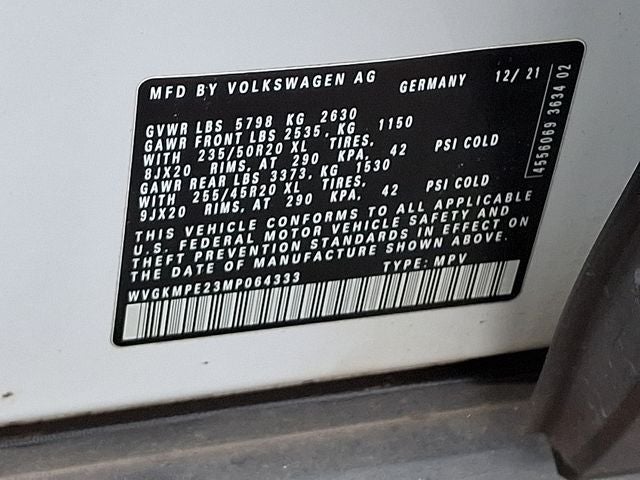 MFD BY VOLKSWAGEN AG GERMANY 12/21
GVWR LBS 5798 KG 2630
GAWR FRONT LBS 2535, KG 1150
WITH 235/50R20 XL TIRES,
8JX20 RIMS, AT 290 KPA, 42 PSI COLD
GAWR REAR LBS 3373, KG 1530
WITH 255/45R20 XL TIRES,
9JX20 RIMS, AT 290 KPA, 42 PSI COLD
THIS VEHICLE CONFORMS TO ALL APPLICABLE
U.S. FEDERAL MOTOR VEHICLE SAFETY AND
THEFT PREVENTION STANDARDS IN EFFECT ON
THE DATE OF MANUFACTURE SHOWN ABOVE.
WVGKMPE23MP064333 TYPE: MPV
4556069 3634 02